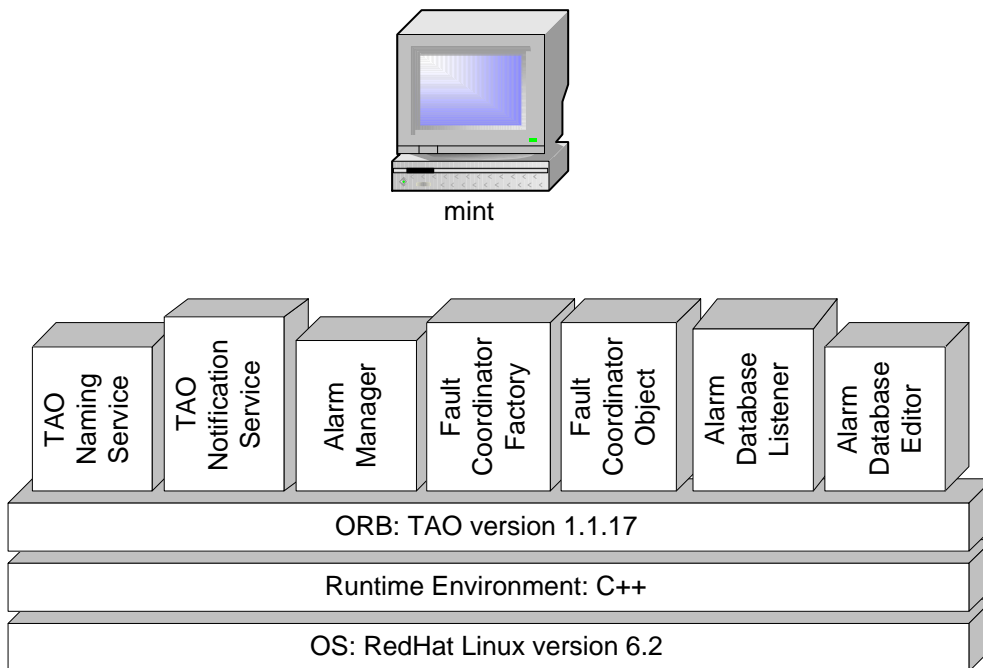 mint
TAO
Naming
Service
TAO
Notification
Service
Alarm
Manager
Fault
Coordinator
Factory
Fault
Coordinator
Object
Alarm
Database
Listener
Alarm
Database
Editor
ORB: TAO version 1.1.17
Runtime Environment: C++
OS: RedHat Linux version 6.2